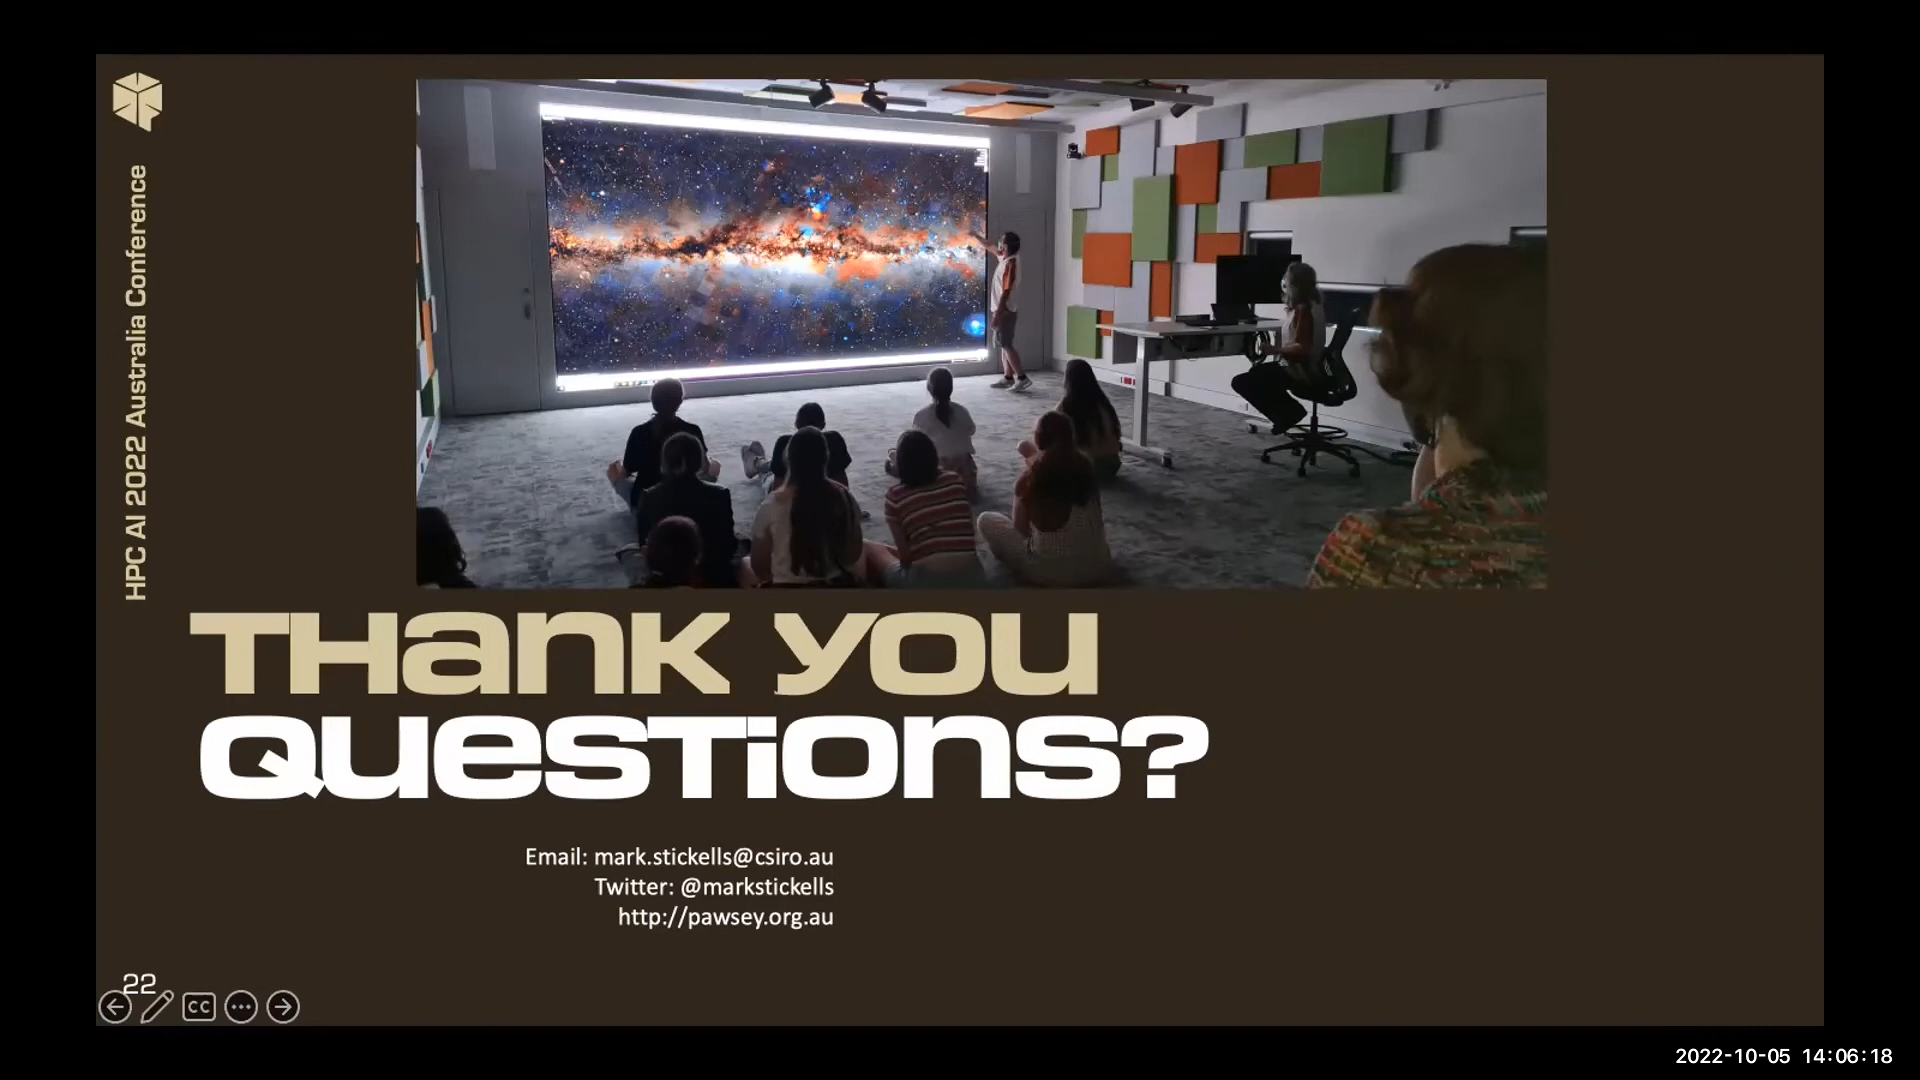 HPC AI 2022 Australia Conference
THank you
QuesTions?
Email: mark.stickells@csiro.au
Twitter: @markstickells
http://pawsey.org.au
22
CC
2022-10-05 14:06:18